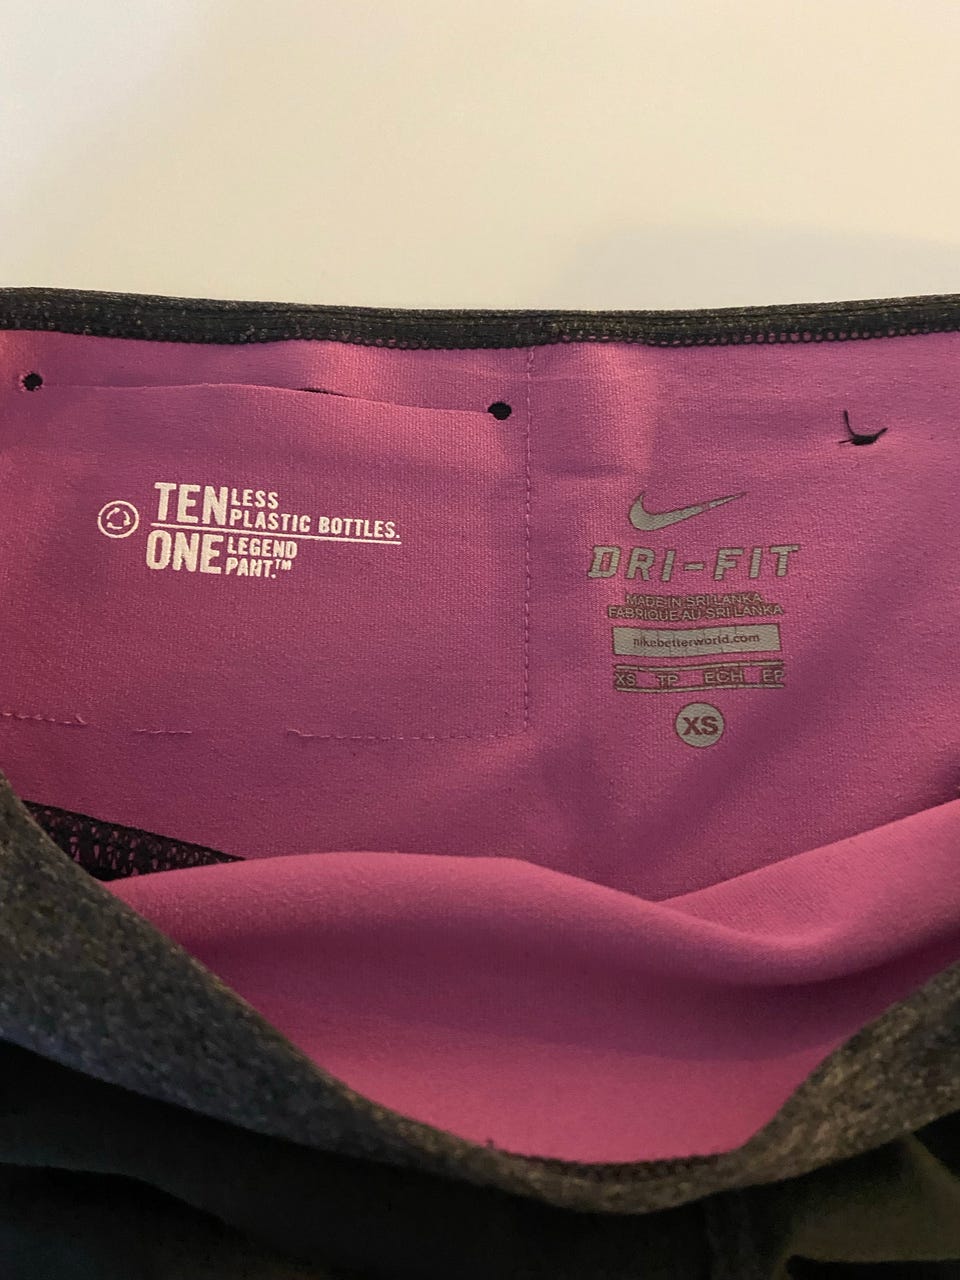 TEN LESS PLASTIC BOTTLES.
ONE LEGEND PANT.™
DRI-FIT
MADE IN SRI LANKA
FABRIQUE AU SRI LANKA
nikebetterworld.com
XS TP ECH EP
XS